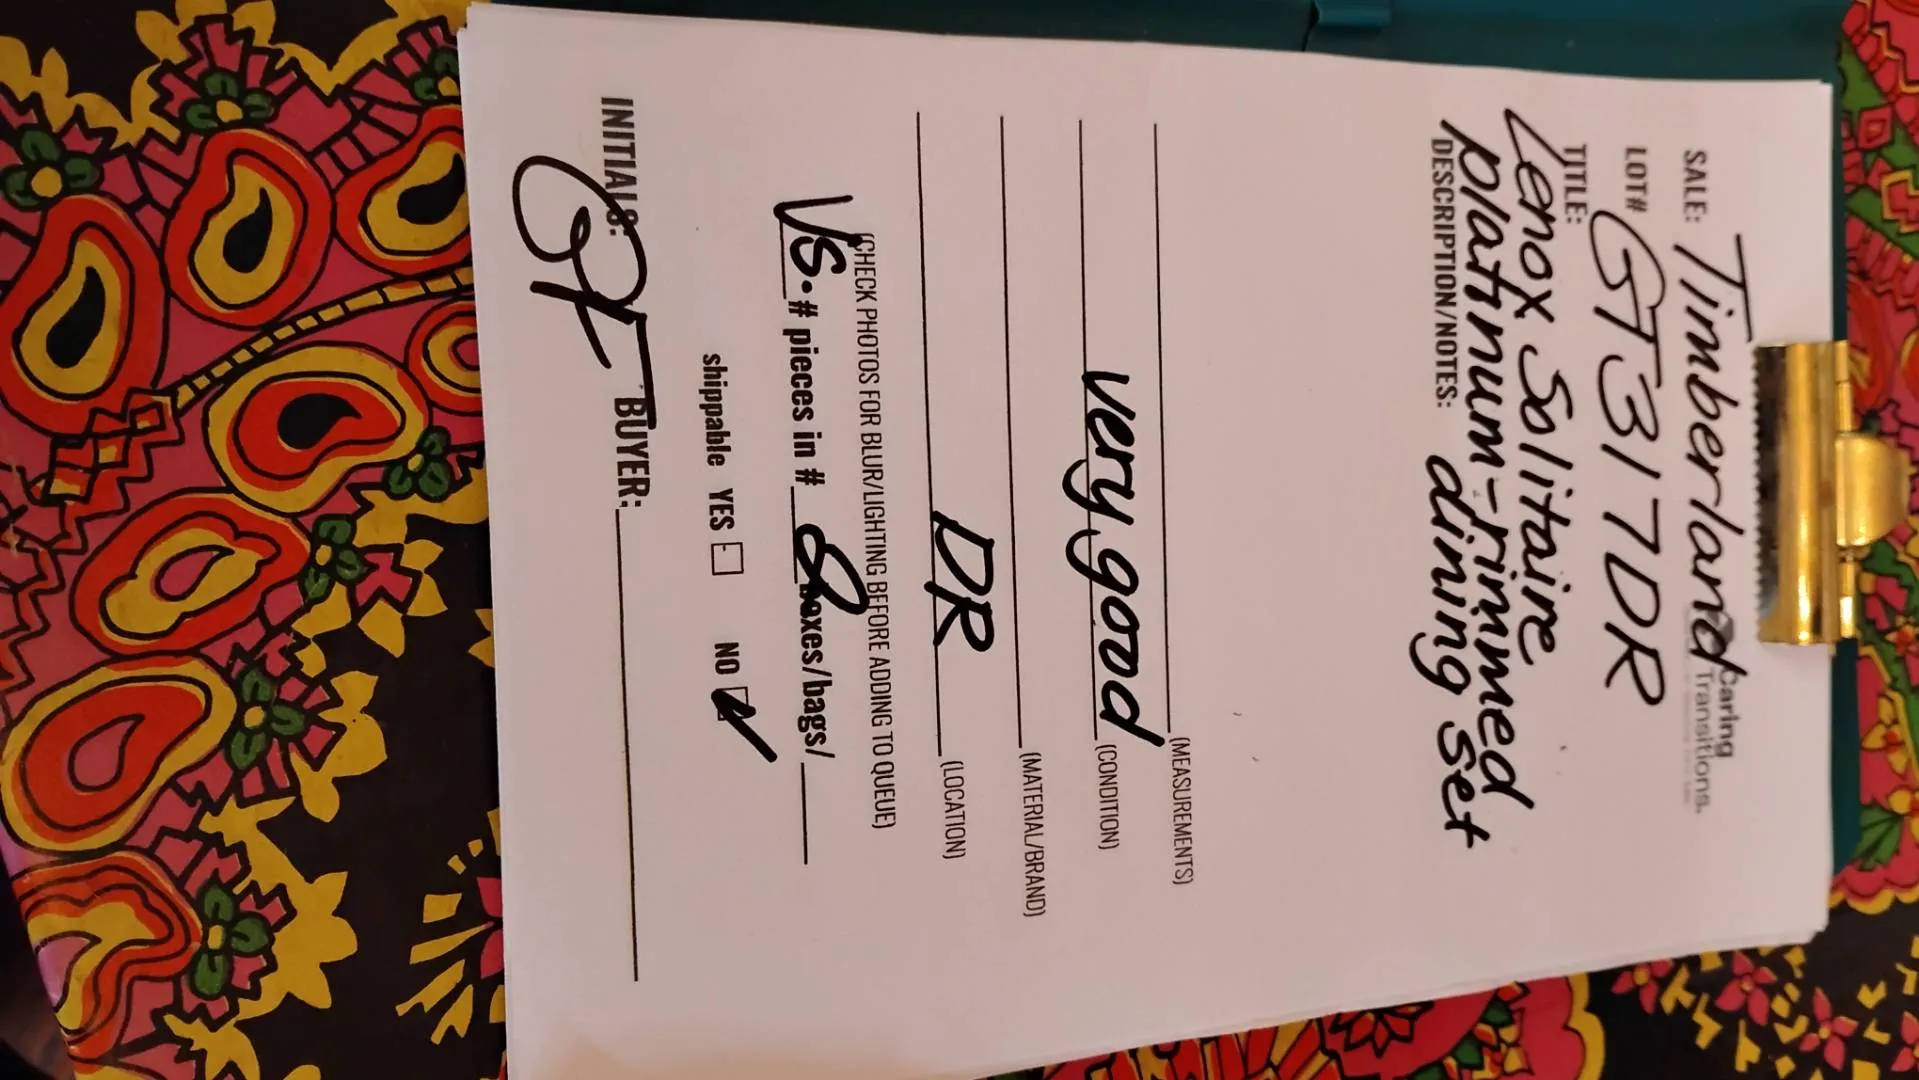 Caring
Transitions.
SALE: Timberland
LOT# GT317DR
TITLE:
Lenox Solitaire
platinum-rimmed
DESCRIPTION/NOTES: dining set
(MEASUREMENTS)
very good (CONDITION)
(MATERIAL/BRAND)
DR (LOCATION)
(CHECK PHOTOS FOR BLUR/LIGHTING BEFORE ADDING TO QUEUE)
VS. # pieces in # boxes/bags/
shippable YES NO
INITIALS: BUYER: